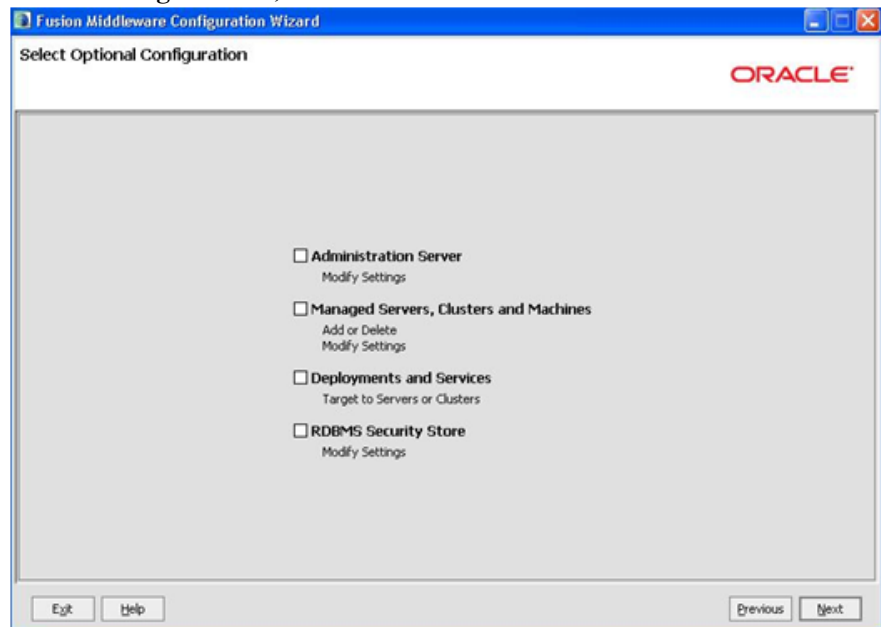 Fusion Middleware Configuration Wizard
Select Optional Configuration
ORACLE
Administration Server
Modify Settings
Managed Servers, Clusters and Machines
Add or Delete
Modify Settings
Deployments and Services
Target to Servers or Clusters
RDBMS Security Store
Modify Settings
Exit Help Previous Next